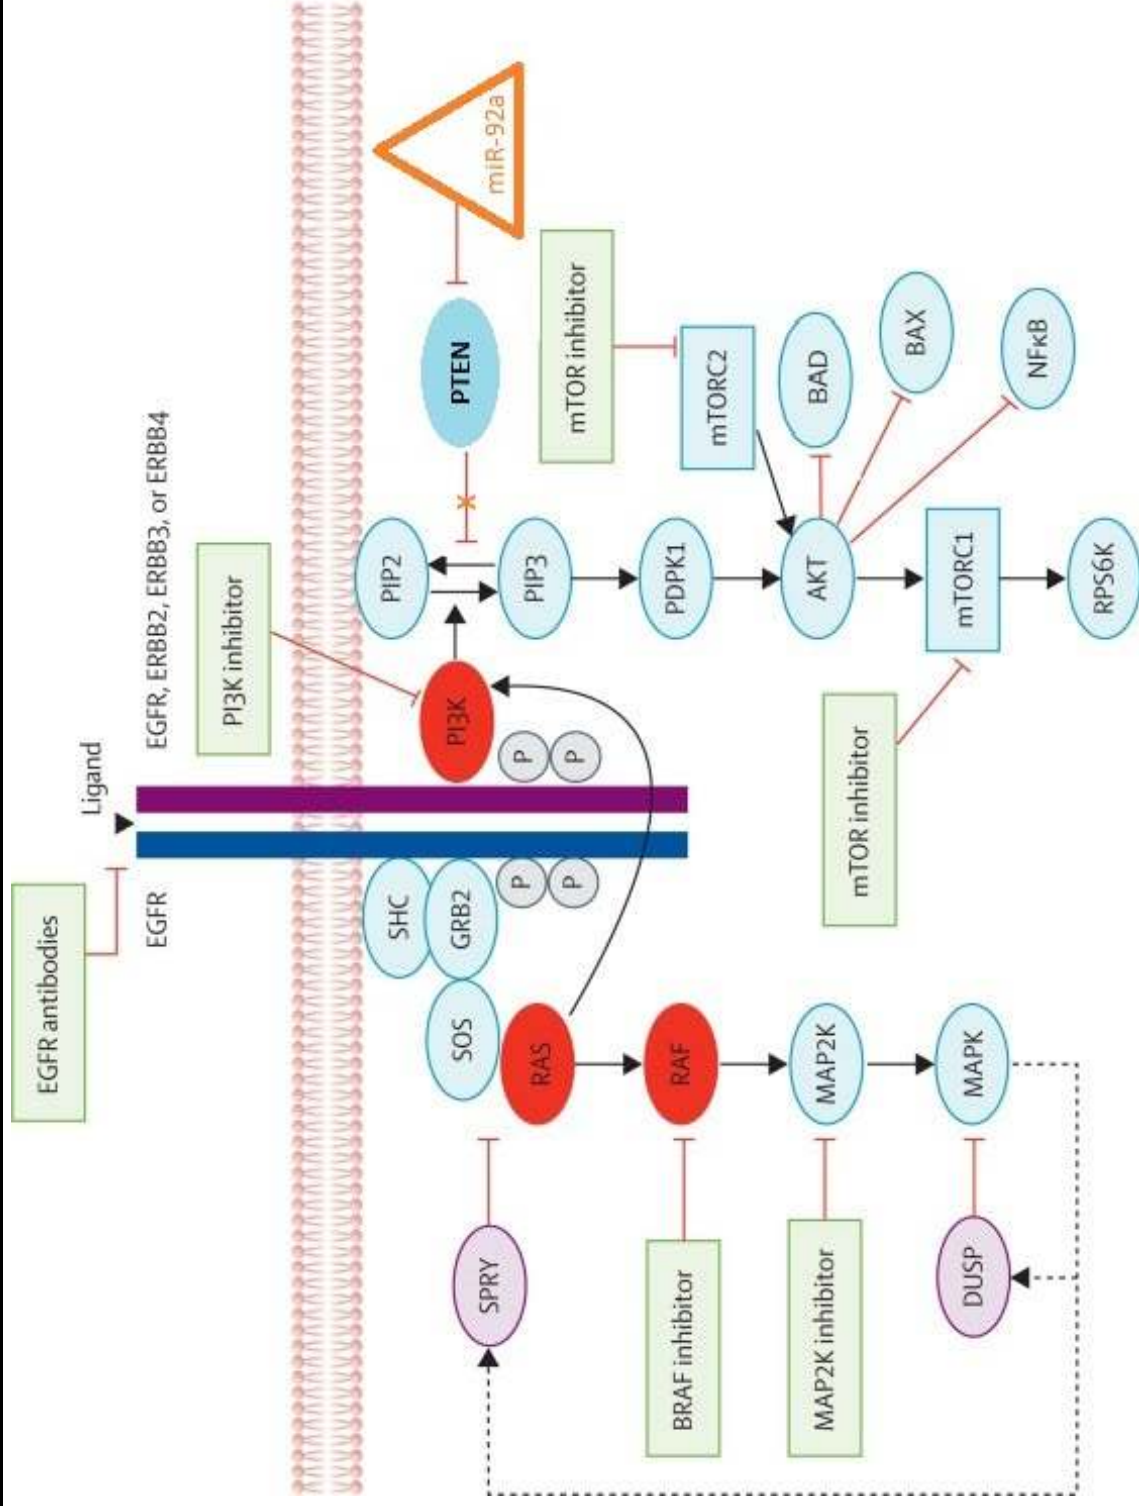 EGFR antibodies
Ligand
EGFR
EGFR, ERBB2, ERBB3, or ERBB4
PI3K inhibitor
SHC
GRB2
SOS
P
P
P
P
PI3K
PIP2
PIP3
PTEN
X
miR-92a
SPRY
RAS
RAF
BRAF inhibitor
MAP2K
MAP2K inhibitor
MAPK
DUSP
PDPK1
AKT
mTOR inhibitor
mTORC2
BAD
BAX
NFκB
mTOR inhibitor
mTORC1
RPS6K